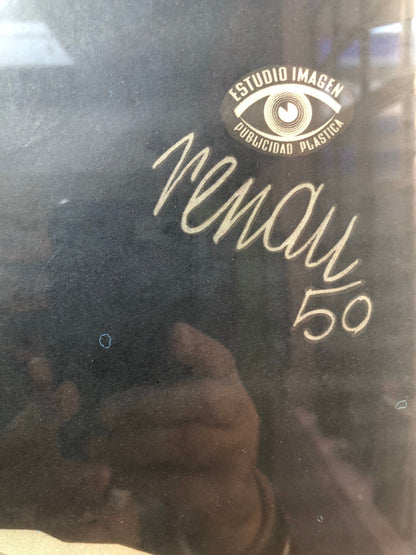 ESTUDIO IMAGEN
PUBLICIDAD PLASTICA
renau
50